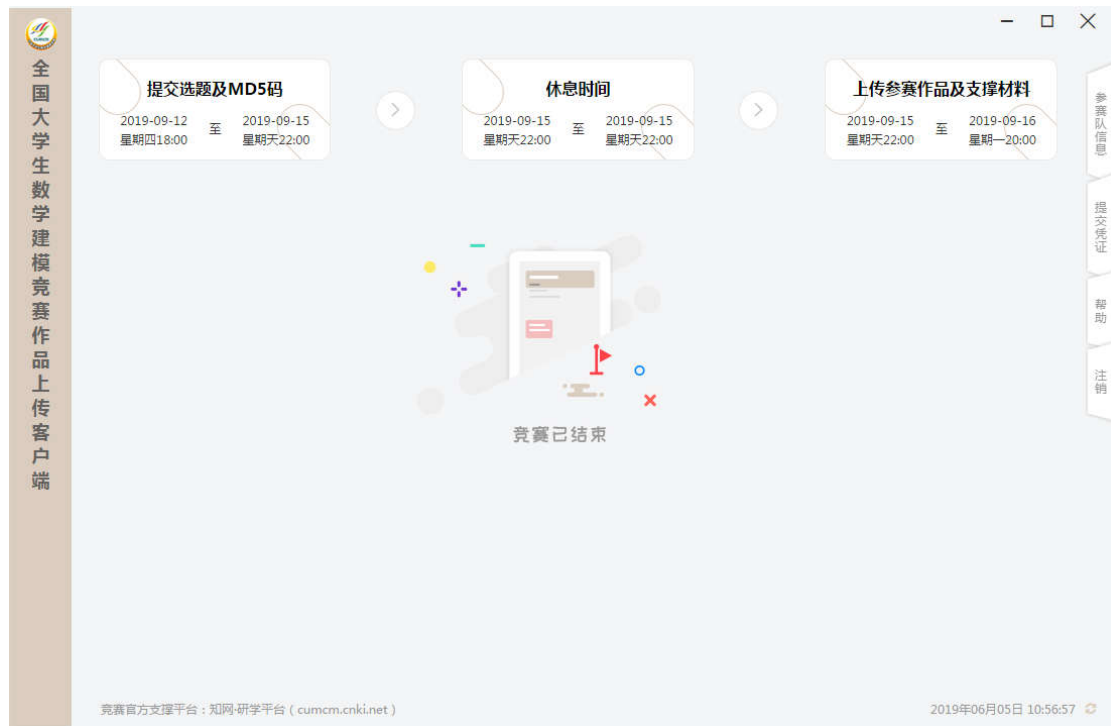 全国大学生数学建模竞赛作品上传客户端
提交选题及MD5码
2019-09-12
星期四18:00
至
2019-09-15
星期天22:00
休息时间
2019-09-15
星期天22:00
至
2019-09-15
星期天22:00
上传参赛作品及支撑材料
2019-09-15
星期天22:00
至
2019-09-16
星期一20:00
参赛队信息
提交凭证
帮助
注销
竞赛已结束
竞赛官方支撑平台：知网·研学平台 ( cumcm.cnki.net )
2019年06月05日 10:56:57